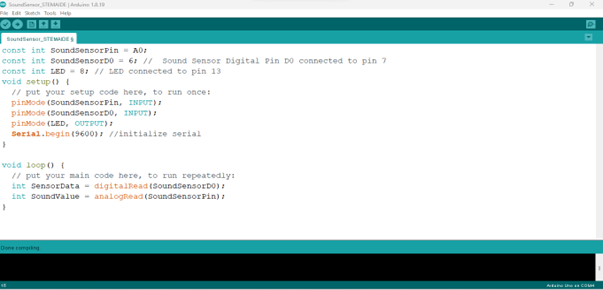 SoundSensor_STEMAIDE | Arduino 1.8.19
File Edit Sketch Tools Help
SoundSensor_STEMAIDE §
const int SoundSensorPin = A0;
const int SoundSensorD0 = 6; //  Sound Sensor Digital Pin D0 connected to pin 7
const int LED = 8; // LED connected to pin 13
void setup() {
  // put your setup code here, to run once:
  pinMode(SoundSensorPin, INPUT);
  pinMode(SoundSensorD0, INPUT);
  pinMode(LED, OUTPUT);
  Serial.begin(9600); //initialize serial
}
void loop() {
  // put your main code here, to run repeatedly:
  int SensorData = digitalRead(SoundSensorD0);
  int SoundValue = analogRead(SoundSensorPin);
}
Done compiling
Arduino Uno on COM4